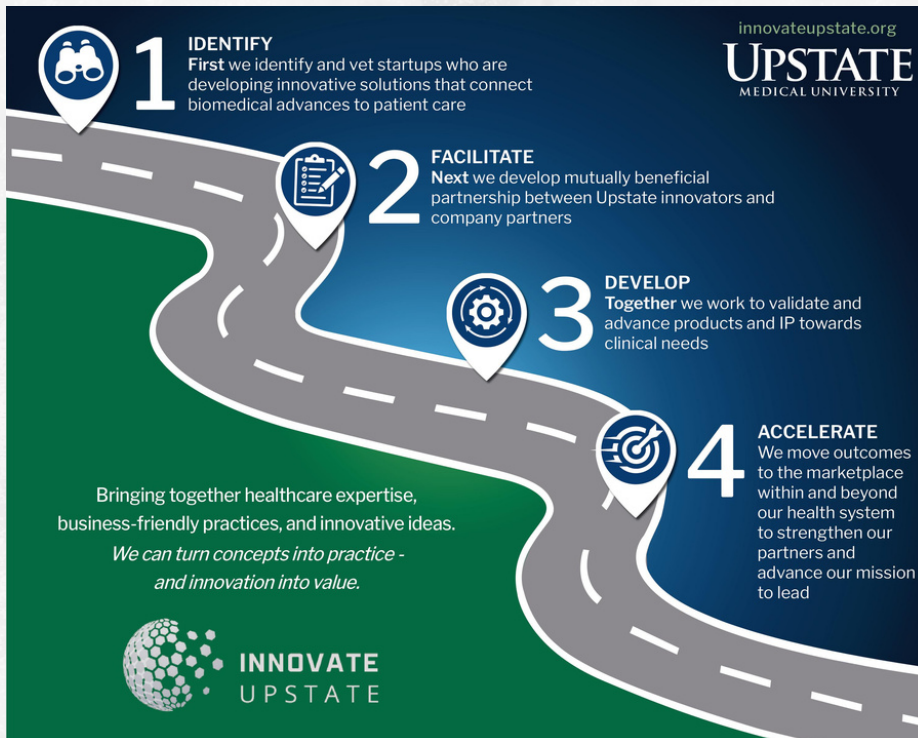 innovateupstate.org
UPSTATE
MEDICAL UNIVERSITY
1
IDENTIFY
First we identify and vet startups who are
developing innovative solutions that connect
biomedical advances to patient care
2
FACILITATE
Next we develop mutually beneficial
partnership between Upstate innovators and
company partners
3
DEVELOP
Together we work to validate and
advance products and IP towards
clinical needs
4
ACCELERATE
We move outcomes
to the marketplace
within and beyond
our health system
to strengthen our
partners and
advance our mission
to lead
Bringing together healthcare expertise,
business-friendly practices, and innovative ideas.
We can turn concepts into practice -
and innovation into value.
INNOVATE
UPSTATE